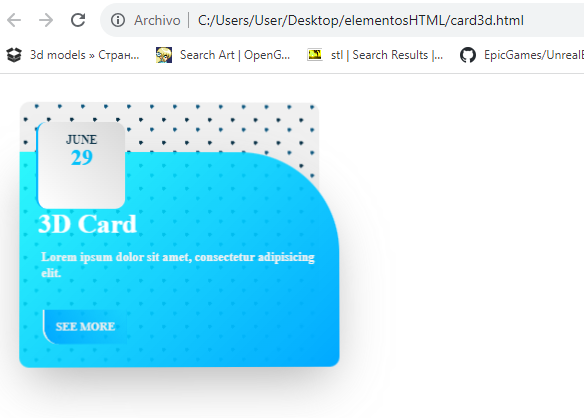 Archivo | C:/Users/User/Desktop/elementosHTML/card3d.html
3d models » Стран... Search Art | OpenG... stl | Search Results |... EpicGames/Unreal
JUNE
29
3D Card
Lorem ipsum dolor sit amet, consectetur adipisicing
elit.
SEE MORE